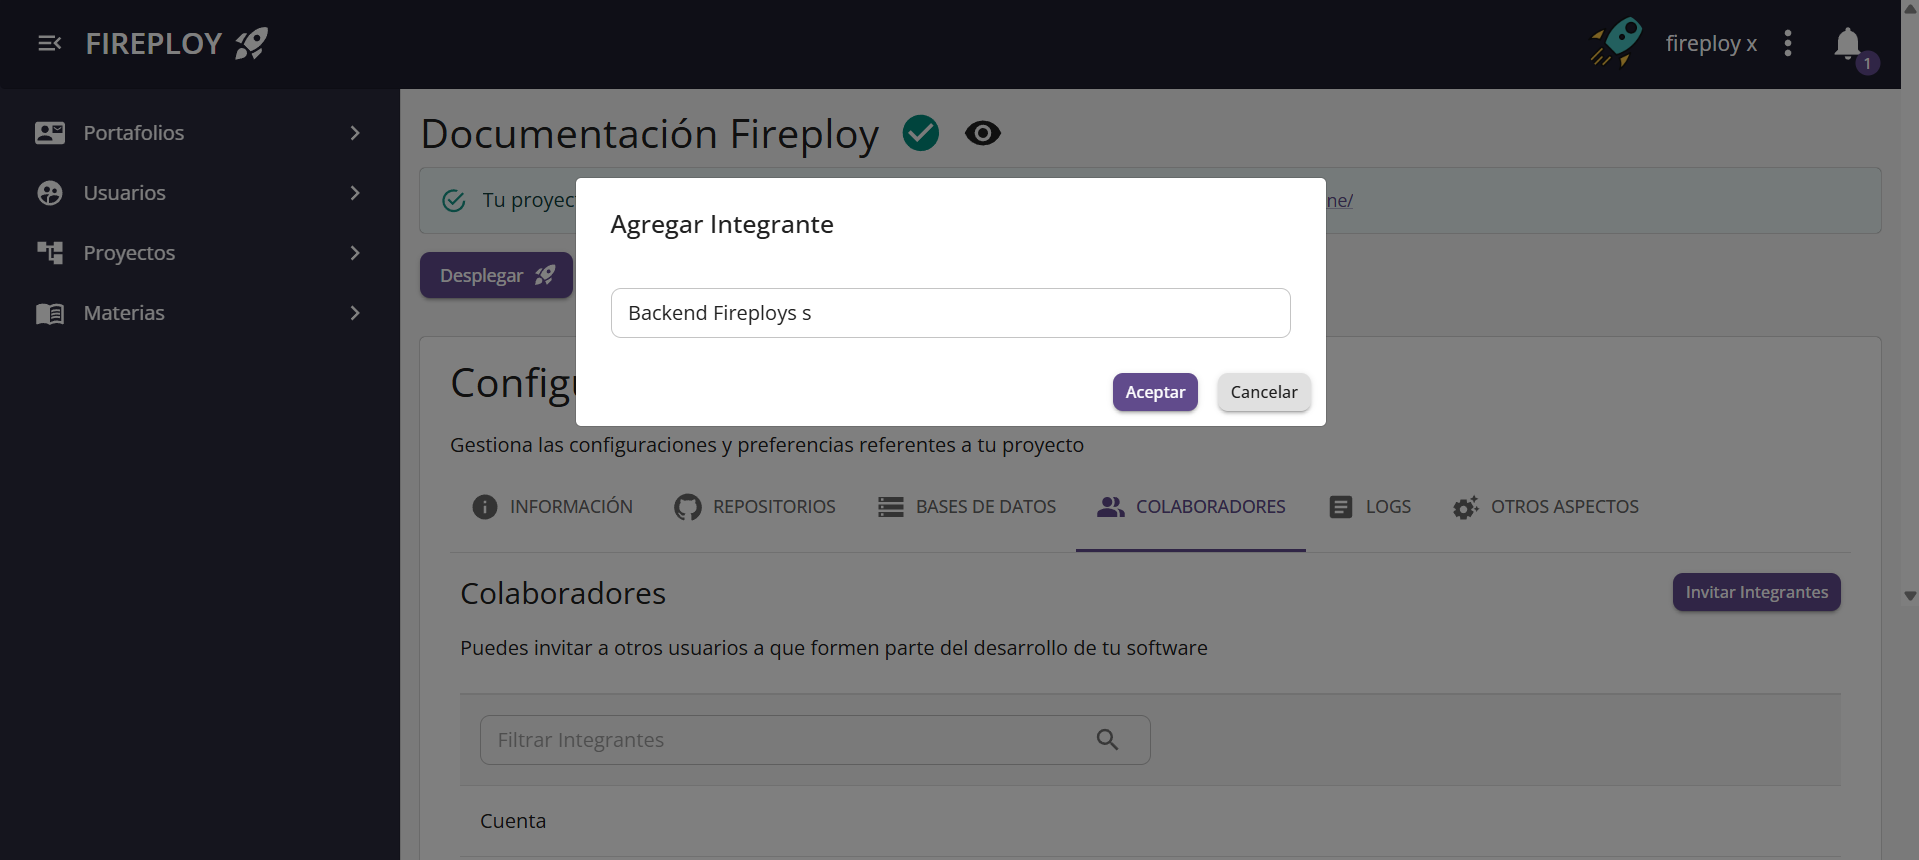 FIREPLOY
fireploy x
1
Portafolios
Usuarios
Proyectos
Materias
Documentación Fireploy
Tu proyec
ne/
Desplegar
Agregar Integrante
Backend Fireploys s
Aceptar
Cancelar
Config
Gestiona las configuraciones y preferencias referentes a tu proyecto
INFORMACIÓN
REPOSITORIOS
BASES DE DATOS
COLABORADORES
LOGS
OTROS ASPECTOS
Colaboradores
Invitar Integrantes
Puedes invitar a otros usuarios a que formen parte del desarrollo de tu software
Filtrar Integrantes
Cuenta